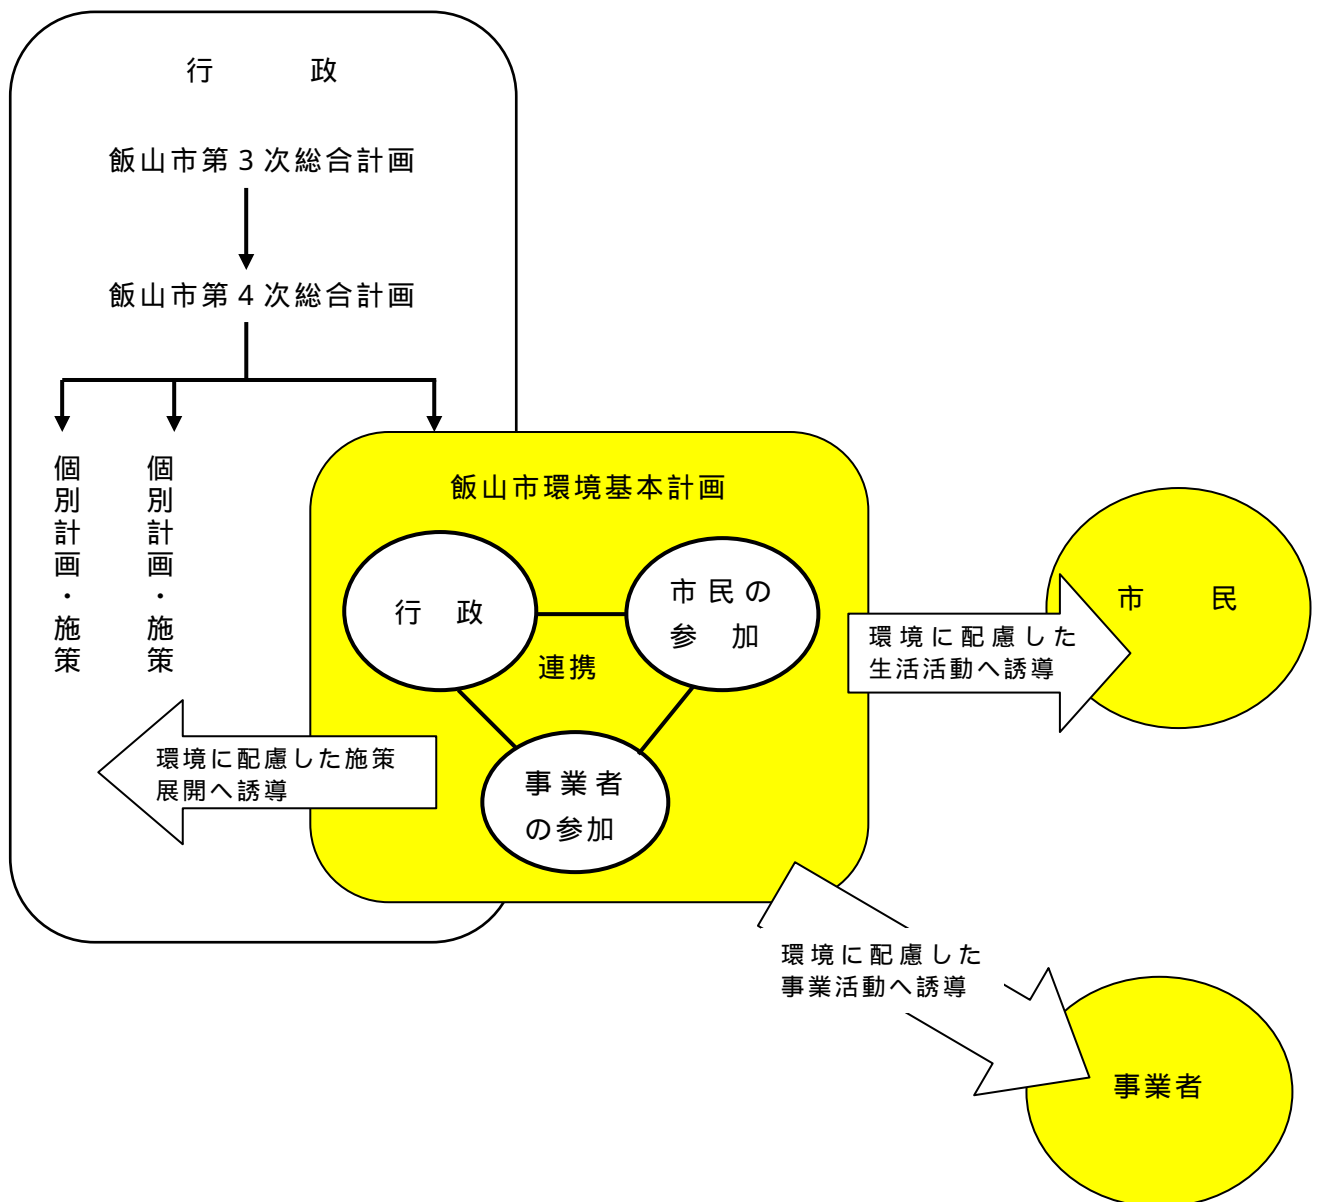 行　政
飯山市第３次総合計画
飯山市第４次総合計画
個別計画・施策
個別計画・施策
飯山市環境基本計画
行　政
市民の
参　加
連携
事業者
の参加
環境に配慮した施策
展開へ誘導
環境に配慮した
生活活動へ誘導
市　民
環境に配慮した
事業活動へ誘導
事業者